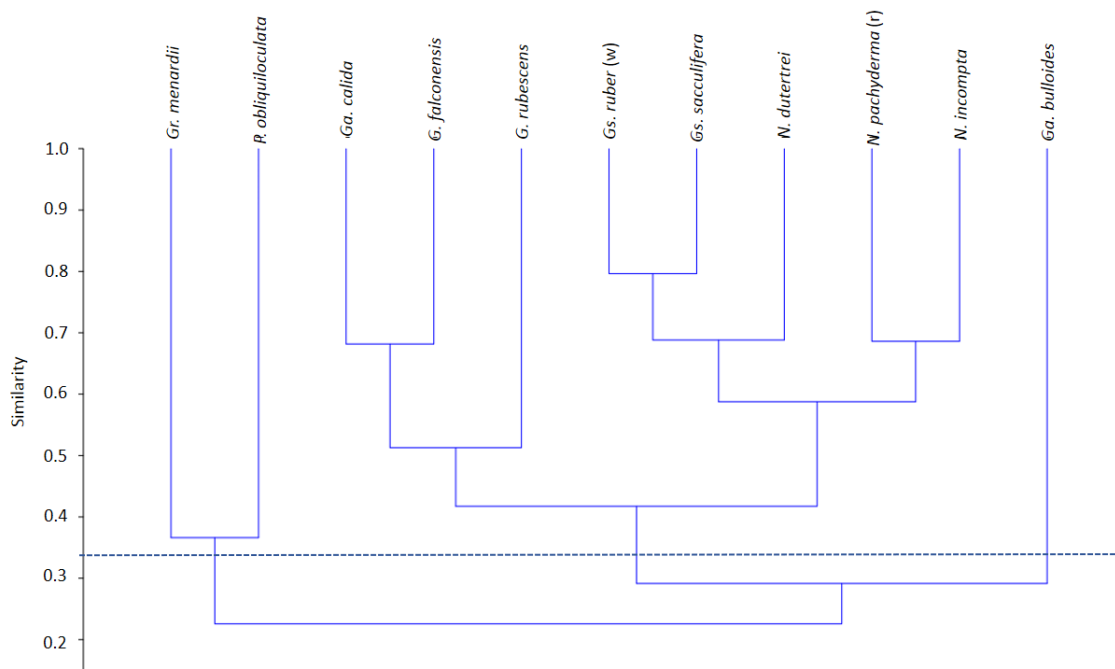 Gr. menardii
P. obliquiloculata
Ga. calida
G. falconensis
G. rubescens
Gs. ruber (w)
Gs. sacculifera
N. dutertrei
N. pachyderma (r)
N. incompta
Ga. bulloides
1.0
0.9
0.8
0.7
0.6
0.5
0.4
0.3
0.2
Similarity